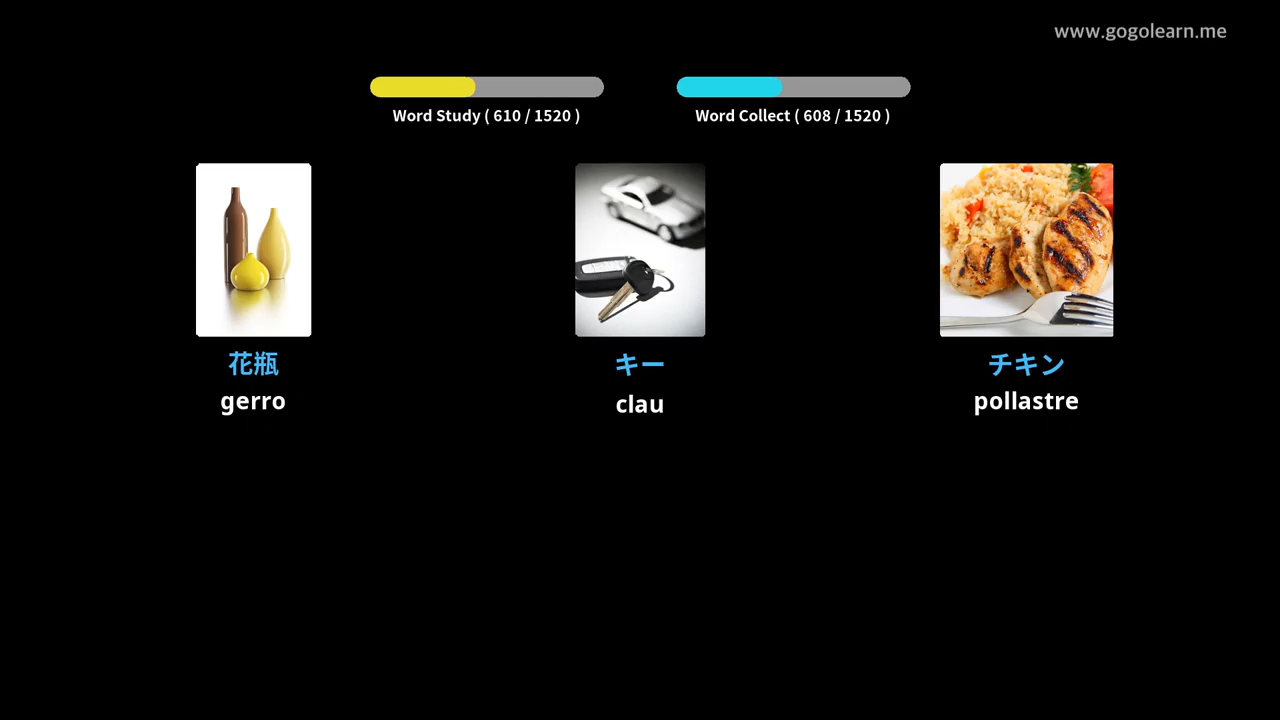 www.gogolearn.me
Word Study ( 610 / 1520 )
Word Collect ( 608 / 1520 )
花瓶
キー
チキン
gerro
clau
pollastre